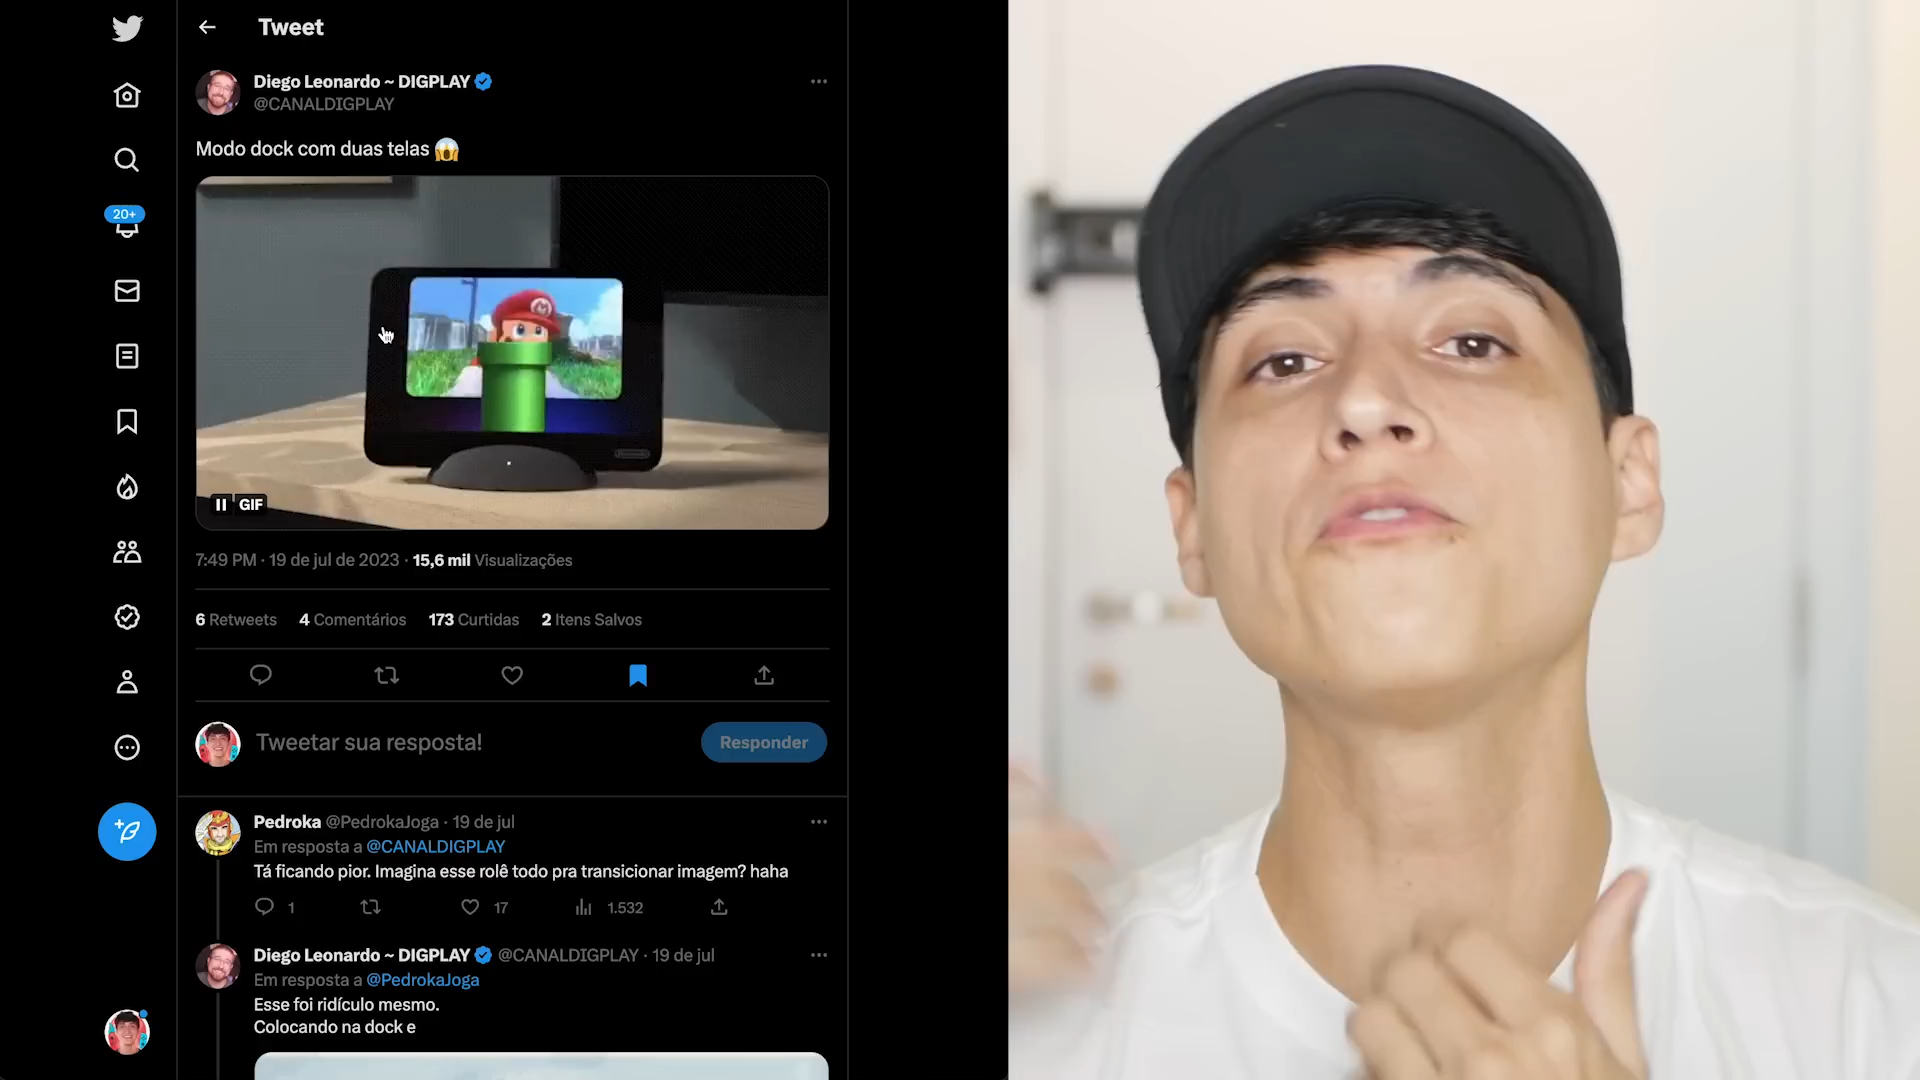 Tweet
Diego Leonardo ~ DIGPLAY
@CANALDIGPLAY
Modo dock com duas telas 😱
GIF
7:49 PM · 19 de jul de 2023 · 15,6 mil Visualizações
6 Retweets 4 Comentários 173 Curtidas 2 Itens Salvos
20+
Tweetar sua resposta!
Responder
Pedroka @PedrokaJoga · 19 de jul
Em resposta a @CANALDIGPLAY
Tá ficando pior. Imagina esse rolê todo pra transicionar imagem? haha
1 17 1.532
Diego Leonardo ~ DIGPLAY @CANALDIGPLAY · 19 de jul
Em resposta a @PedrokaJoga
Esse foi ridículo mesmo.
Colocando na dock e